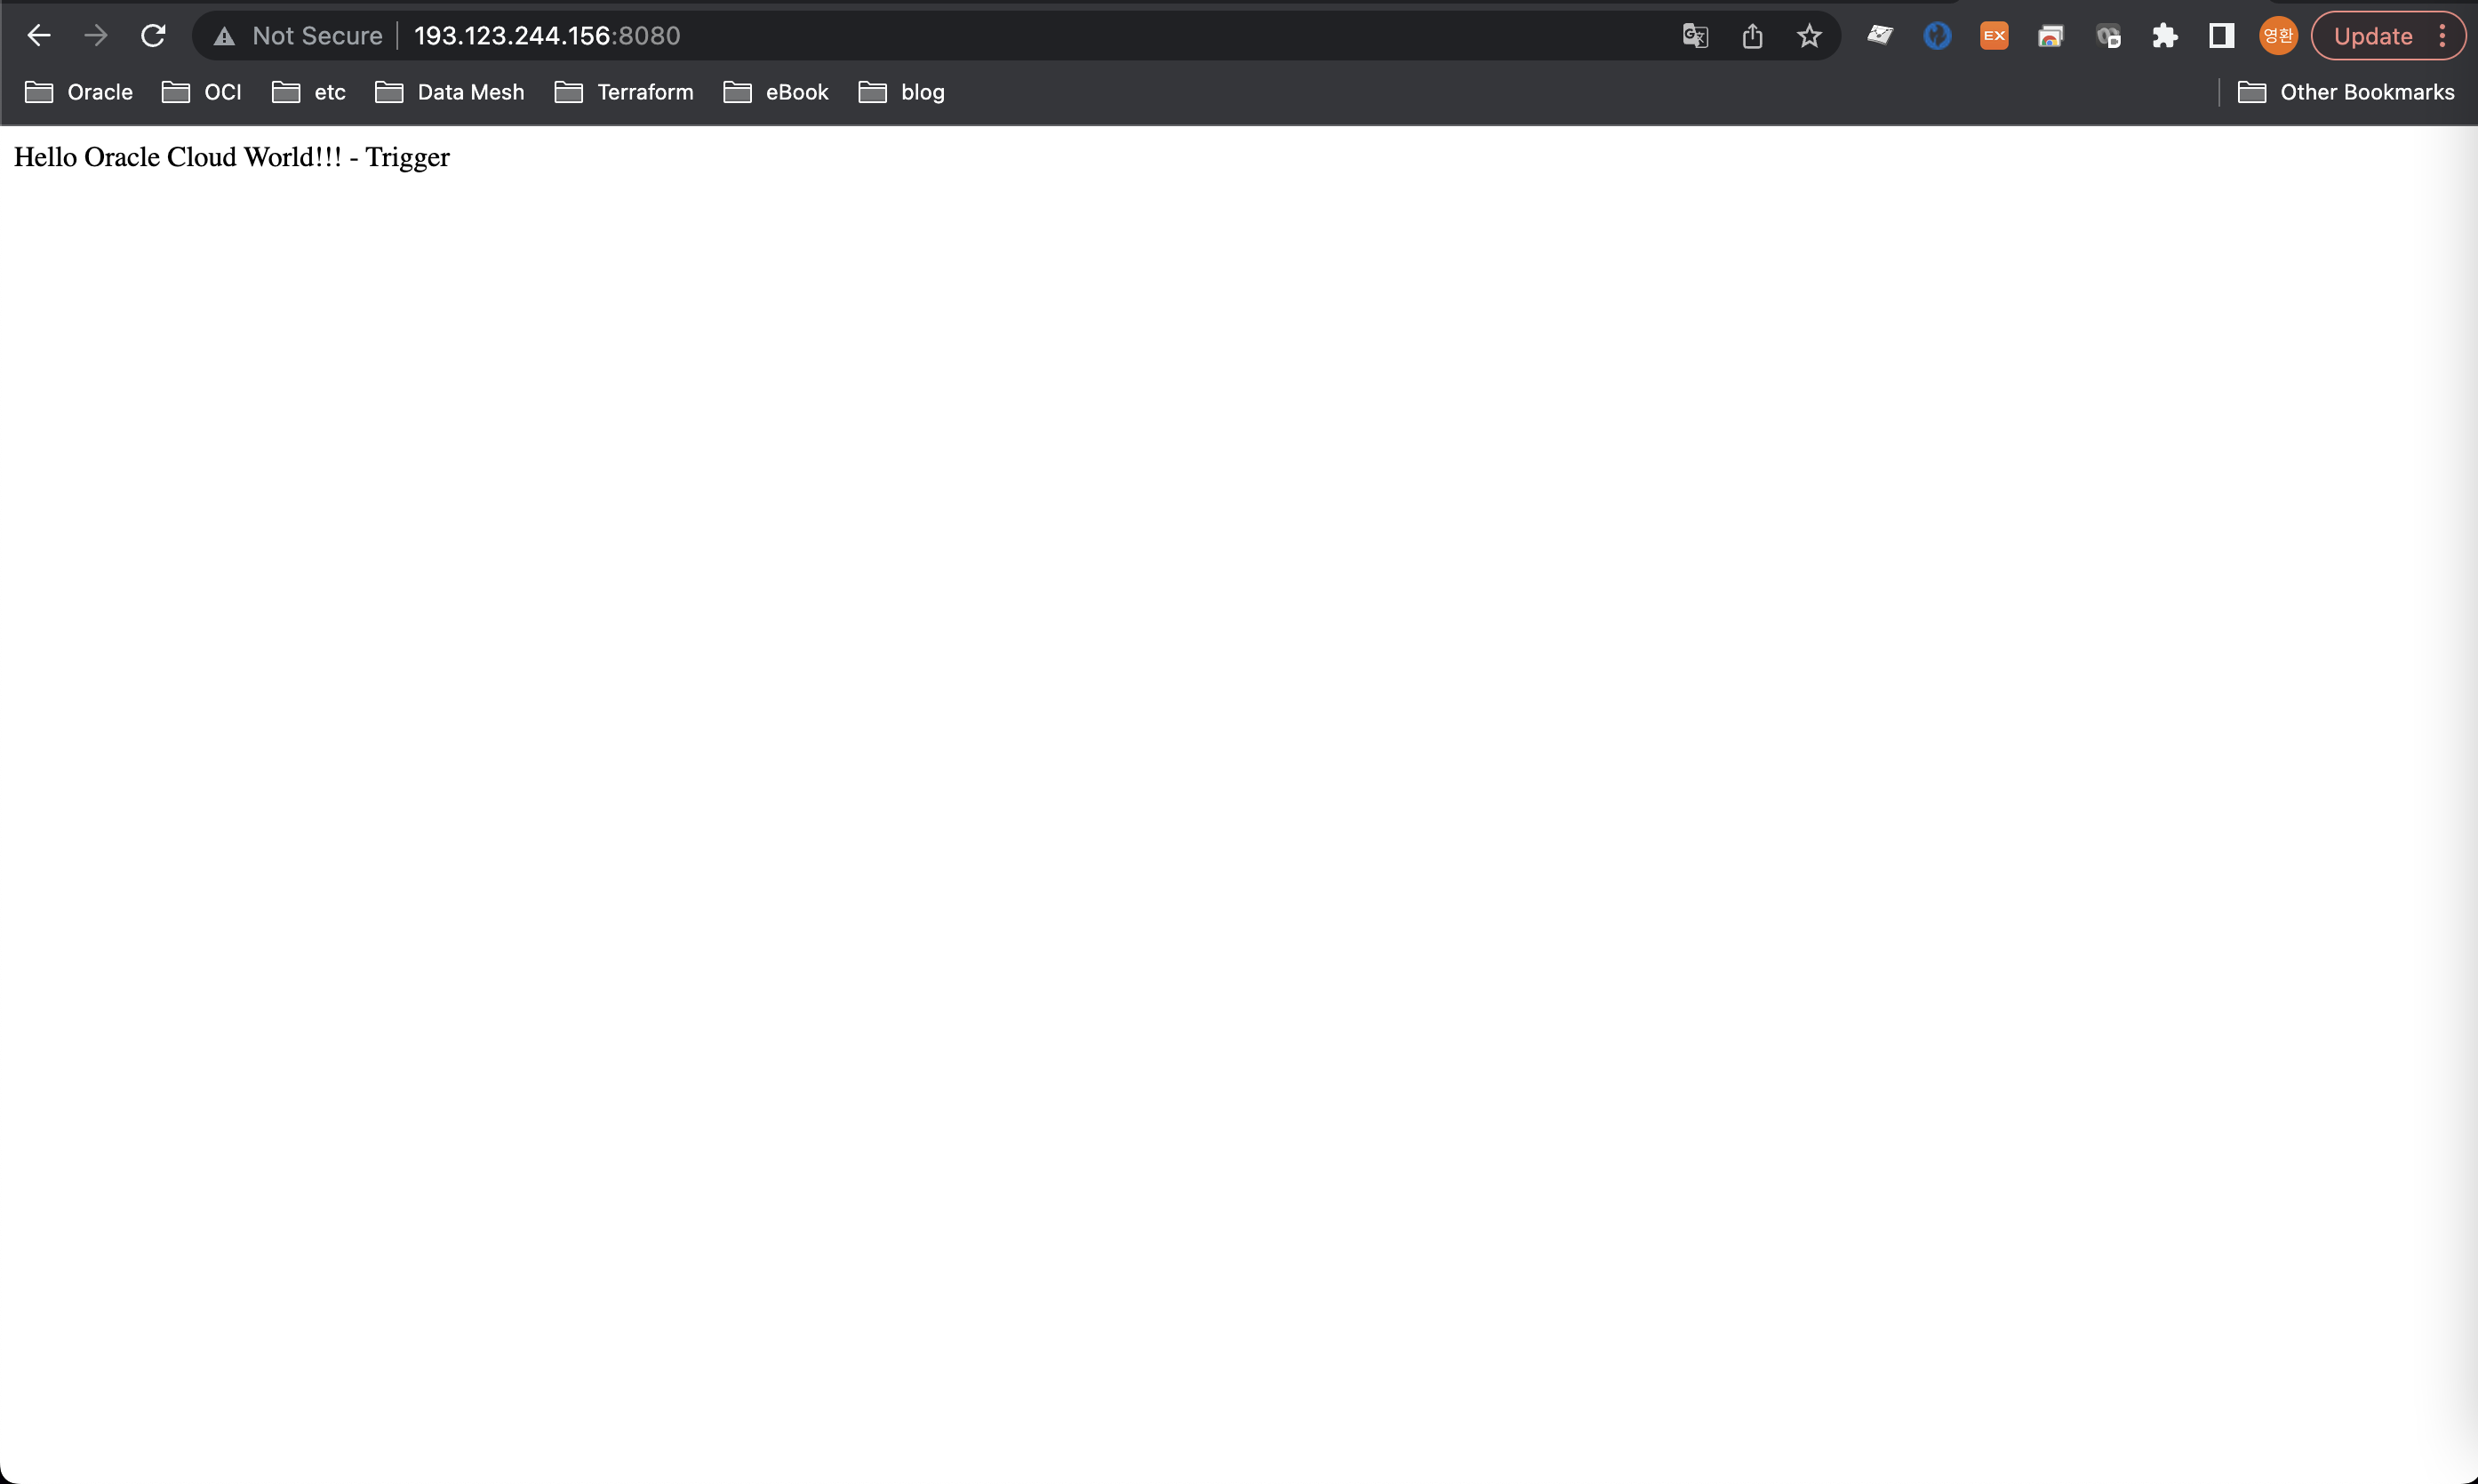 Not Secure 193.123.244.156:8080 EX 영환 Update
Oracle OCI etc Data Mesh Terraform eBook blog Other Bookmarks
Hello Oracle Cloud World!!! - Trigger